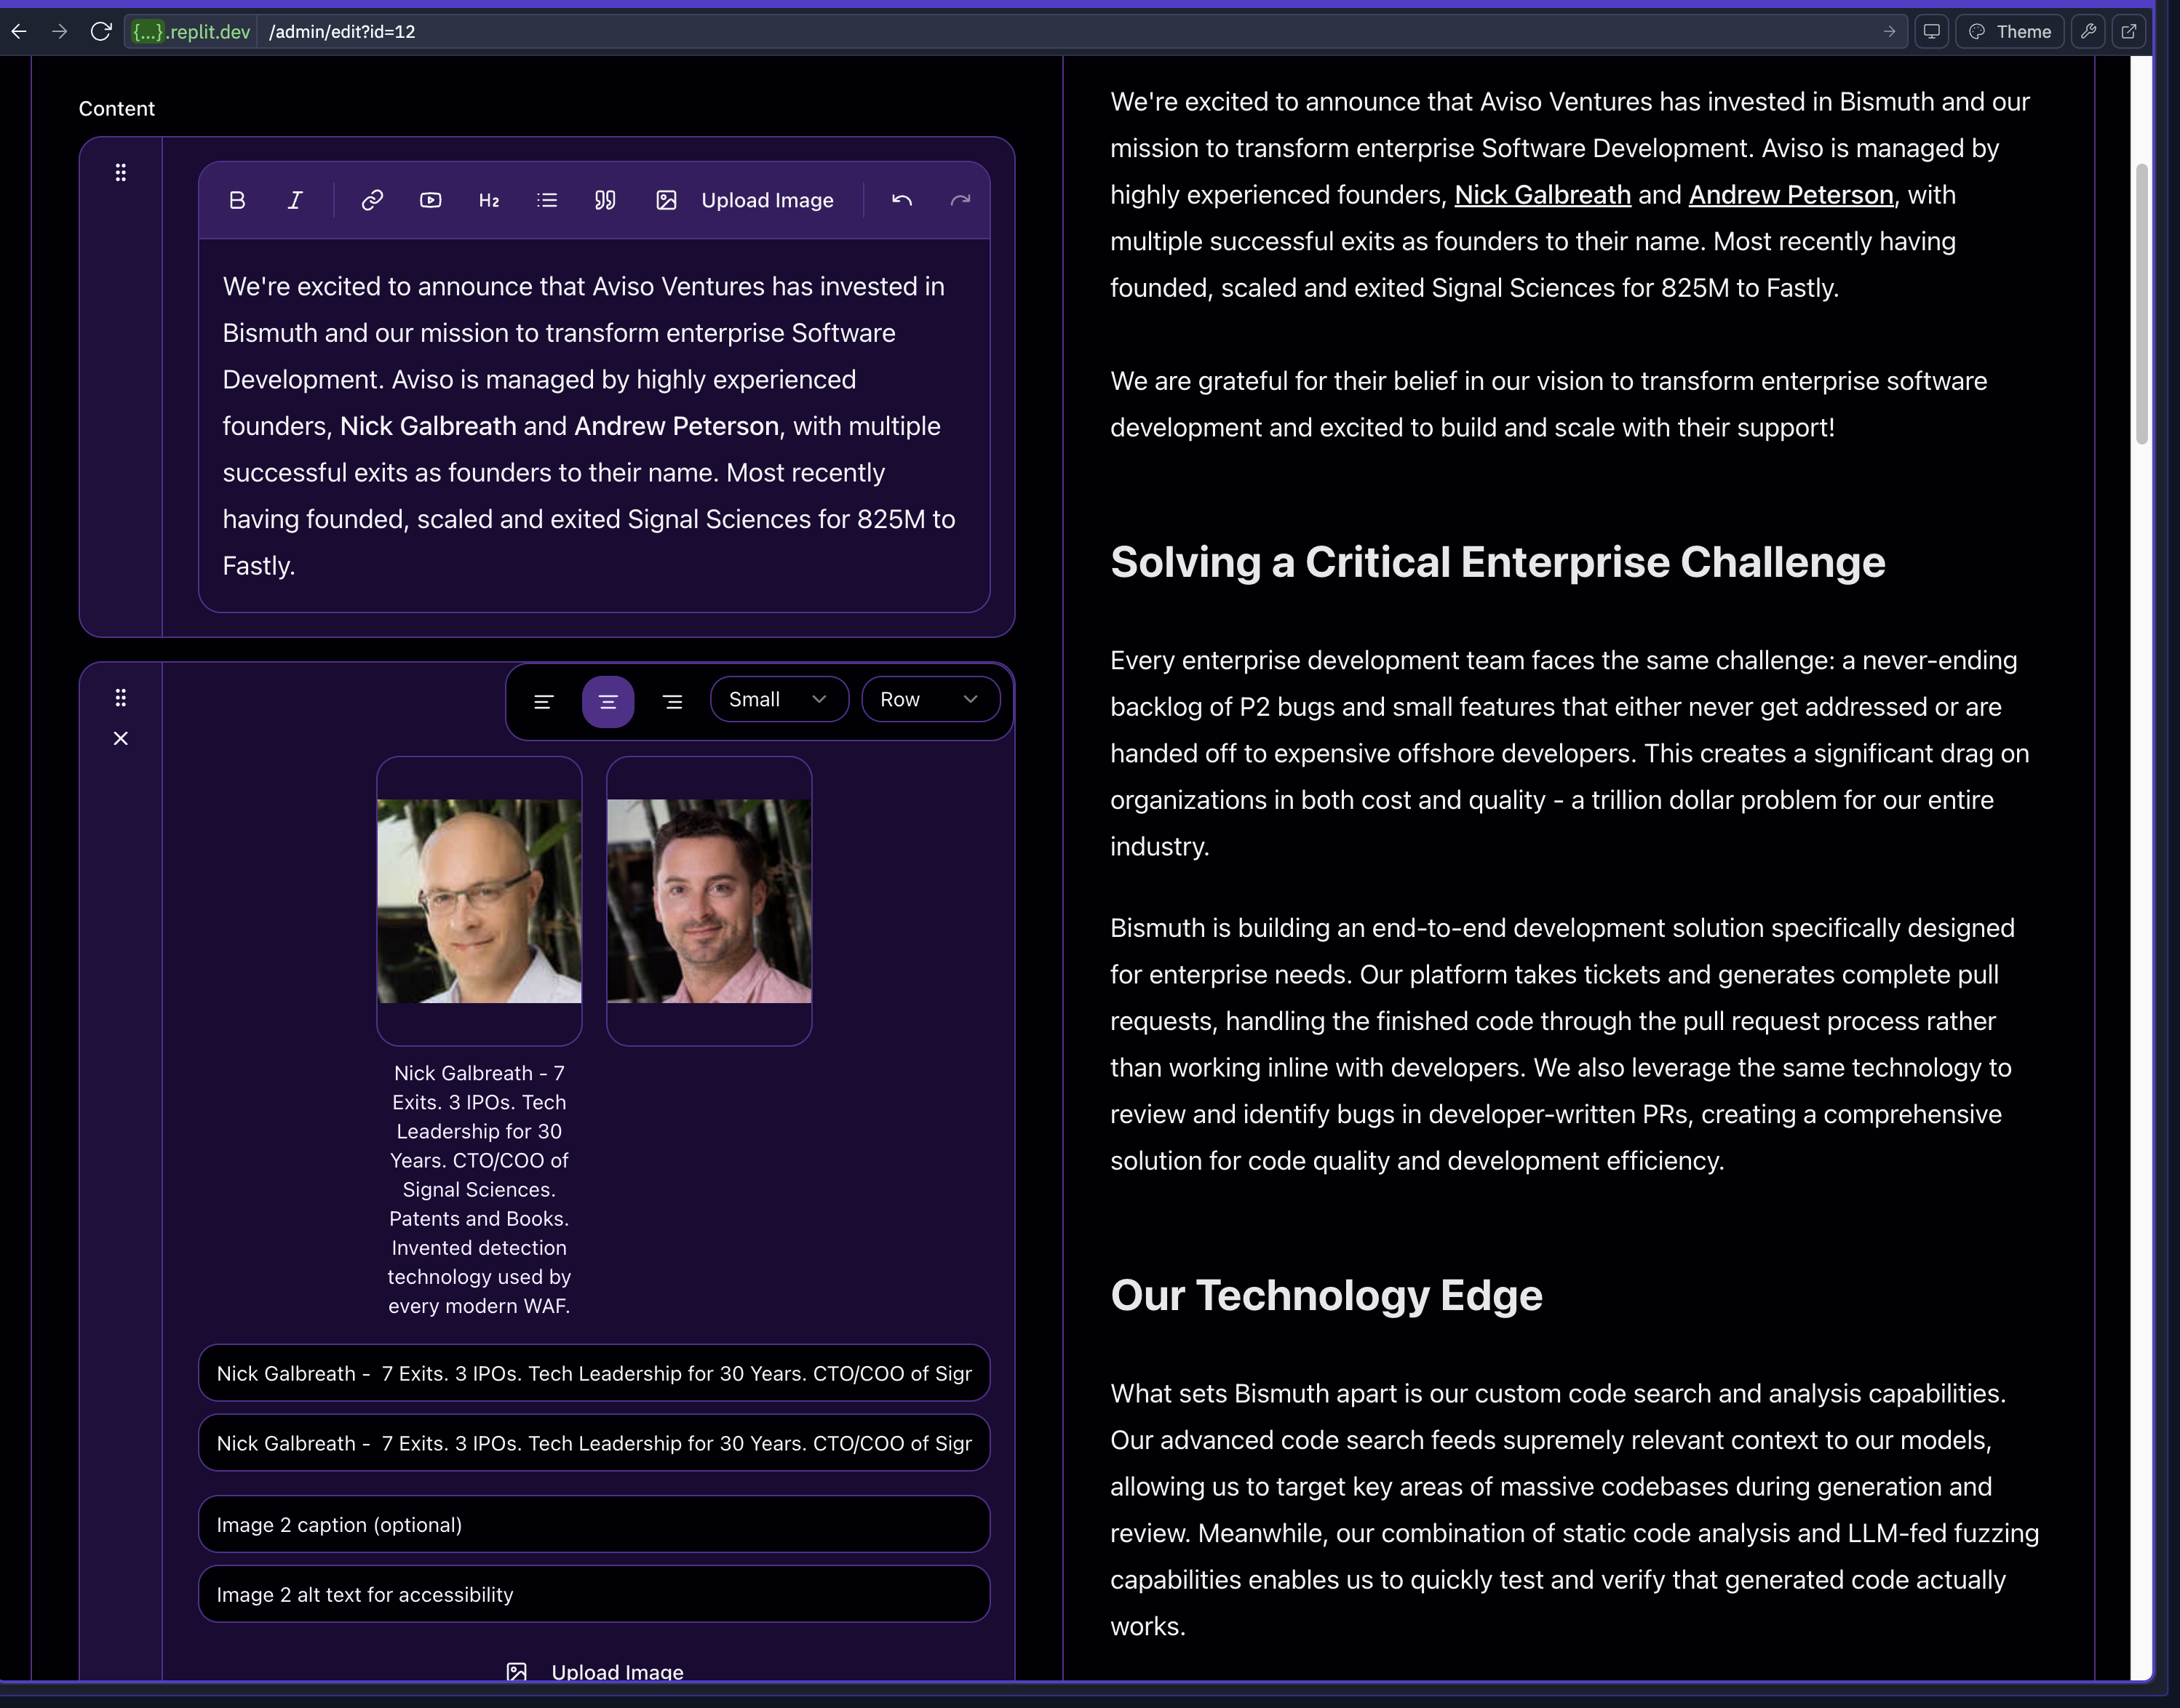 {...}.replit.dev /admin/edit?id=12 Theme
Content
B I H2 Upload Image
We're excited to announce that Aviso Ventures has invested in
Bismuth and our mission to transform enterprise Software
Development. Aviso is managed by highly experienced
founders, Nick Galbreath and Andrew Peterson, with multiple
successful exits as founders to their name. Most recently
having founded, scaled and exited Signal Sciences for 825M to
Fastly.
Small Row
Nick Galbreath - 7
Exits. 3 IPOs. Tech
Leadership for 30
Years. CTO/COO of
Signal Sciences.
Patents and Books.
Invented detection
technology used by
every modern WAF.
Nick Galbreath -  7 Exits. 3 IPOs. Tech Leadership for 30 Years. CTO/COO of Sigr
Nick Galbreath -  7 Exits. 3 IPOs. Tech Leadership for 30 Years. CTO/COO of Sigr
Image 2 caption (optional)
Image 2 alt text for accessibility
Upload Image
We're excited to announce that Aviso Ventures has invested in Bismuth and our
mission to transform enterprise Software Development. Aviso is managed by
highly experienced founders, Nick Galbreath and Andrew Peterson, with
multiple successful exits as founders to their name. Most recently having
founded, scaled and exited Signal Sciences for 825M to Fastly.
We are grateful for their belief in our vision to transform enterprise software
development and excited to build and scale with their support!
Solving a Critical Enterprise Challenge
Every enterprise development team faces the same challenge: a never-ending
backlog of P2 bugs and small features that either never get addressed or are
handed off to expensive offshore developers. This creates a significant drag on
organizations in both cost and quality - a trillion dollar problem for our entire
industry.
Bismuth is building an end-to-end development solution specifically designed
for enterprise needs. Our platform takes tickets and generates complete pull
requests, handling the finished code through the pull request process rather
than working inline with developers. We also leverage the same technology to
review and identify bugs in developer-written PRs, creating a comprehensive
solution for code quality and development efficiency.
Our Technology Edge
What sets Bismuth apart is our custom code search and analysis capabilities.
Our advanced code search feeds supremely relevant context to our models,
allowing us to target key areas of massive codebases during generation and
review. Meanwhile, our combination of static code analysis and LLM-fed fuzzing
capabilities enables us to quickly test and verify that generated code actually
works.